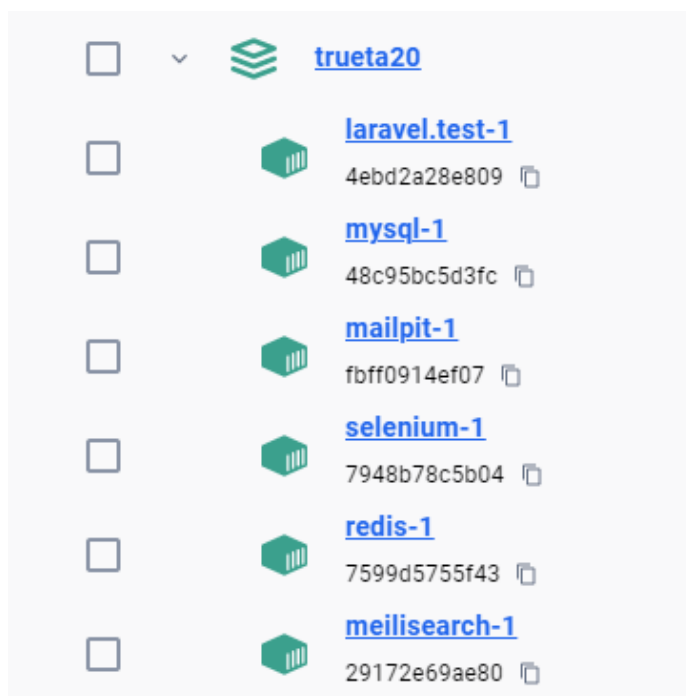 trueta20
laravel.test-1
4ebd2a28e809
mysql-1
48c95bc5d3fc
mailpit-1
fbff0914ef07
selenium-1
7948b78c5b04
redis-1
7599d5755f43
meilisearch-1
29172e69ae80